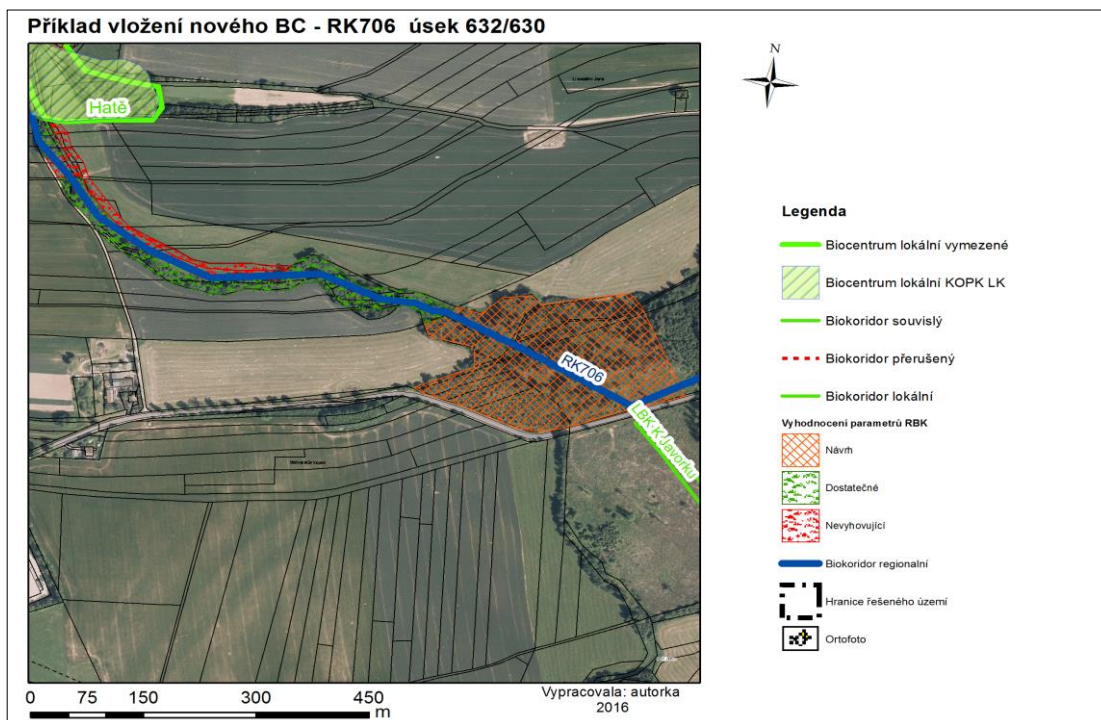 Příklad vložení nového BC - RK706 úsek 632/630
N
Hatě
RK706
LBK K Javorku
Legenda
Biocentrum lokální vymezené
Biocentrum lokální KOPK LK
Biokoridor souvislý
Biokoridor přerušený
Biokoridor lokální
Vyhodnocení parametrů RBK
Návrh
Dostatečné
Nevyhovující
Biokoridor regionalní
Hranice řešeného území
Ortofoto
0 75 150 300 450
m
Vypracovala: autorka
2016